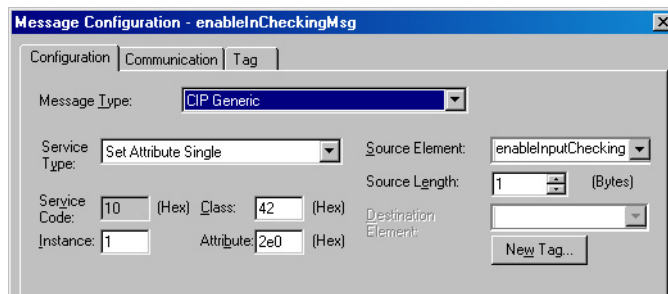 Message Configuration - enableInCheckingMsg
Configuration Communication Tag
Message Type: CIP Generic
Service Type: Set Attribute Single
Source Element: enableInputChecking
Source Length: 1 (Bytes)
Service Code: 10 (Hex) Class: 42 (Hex)
Destination Element:
Instance: 1 Attribute: 2e0 (Hex)
New Tag...